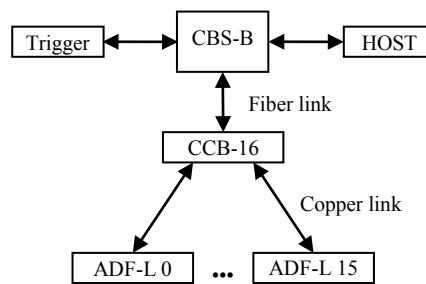 CBS-B
Trigger
HOST
Fiber link
CCB-16
Copper link
ADF-L 0
...
ADF-L 15